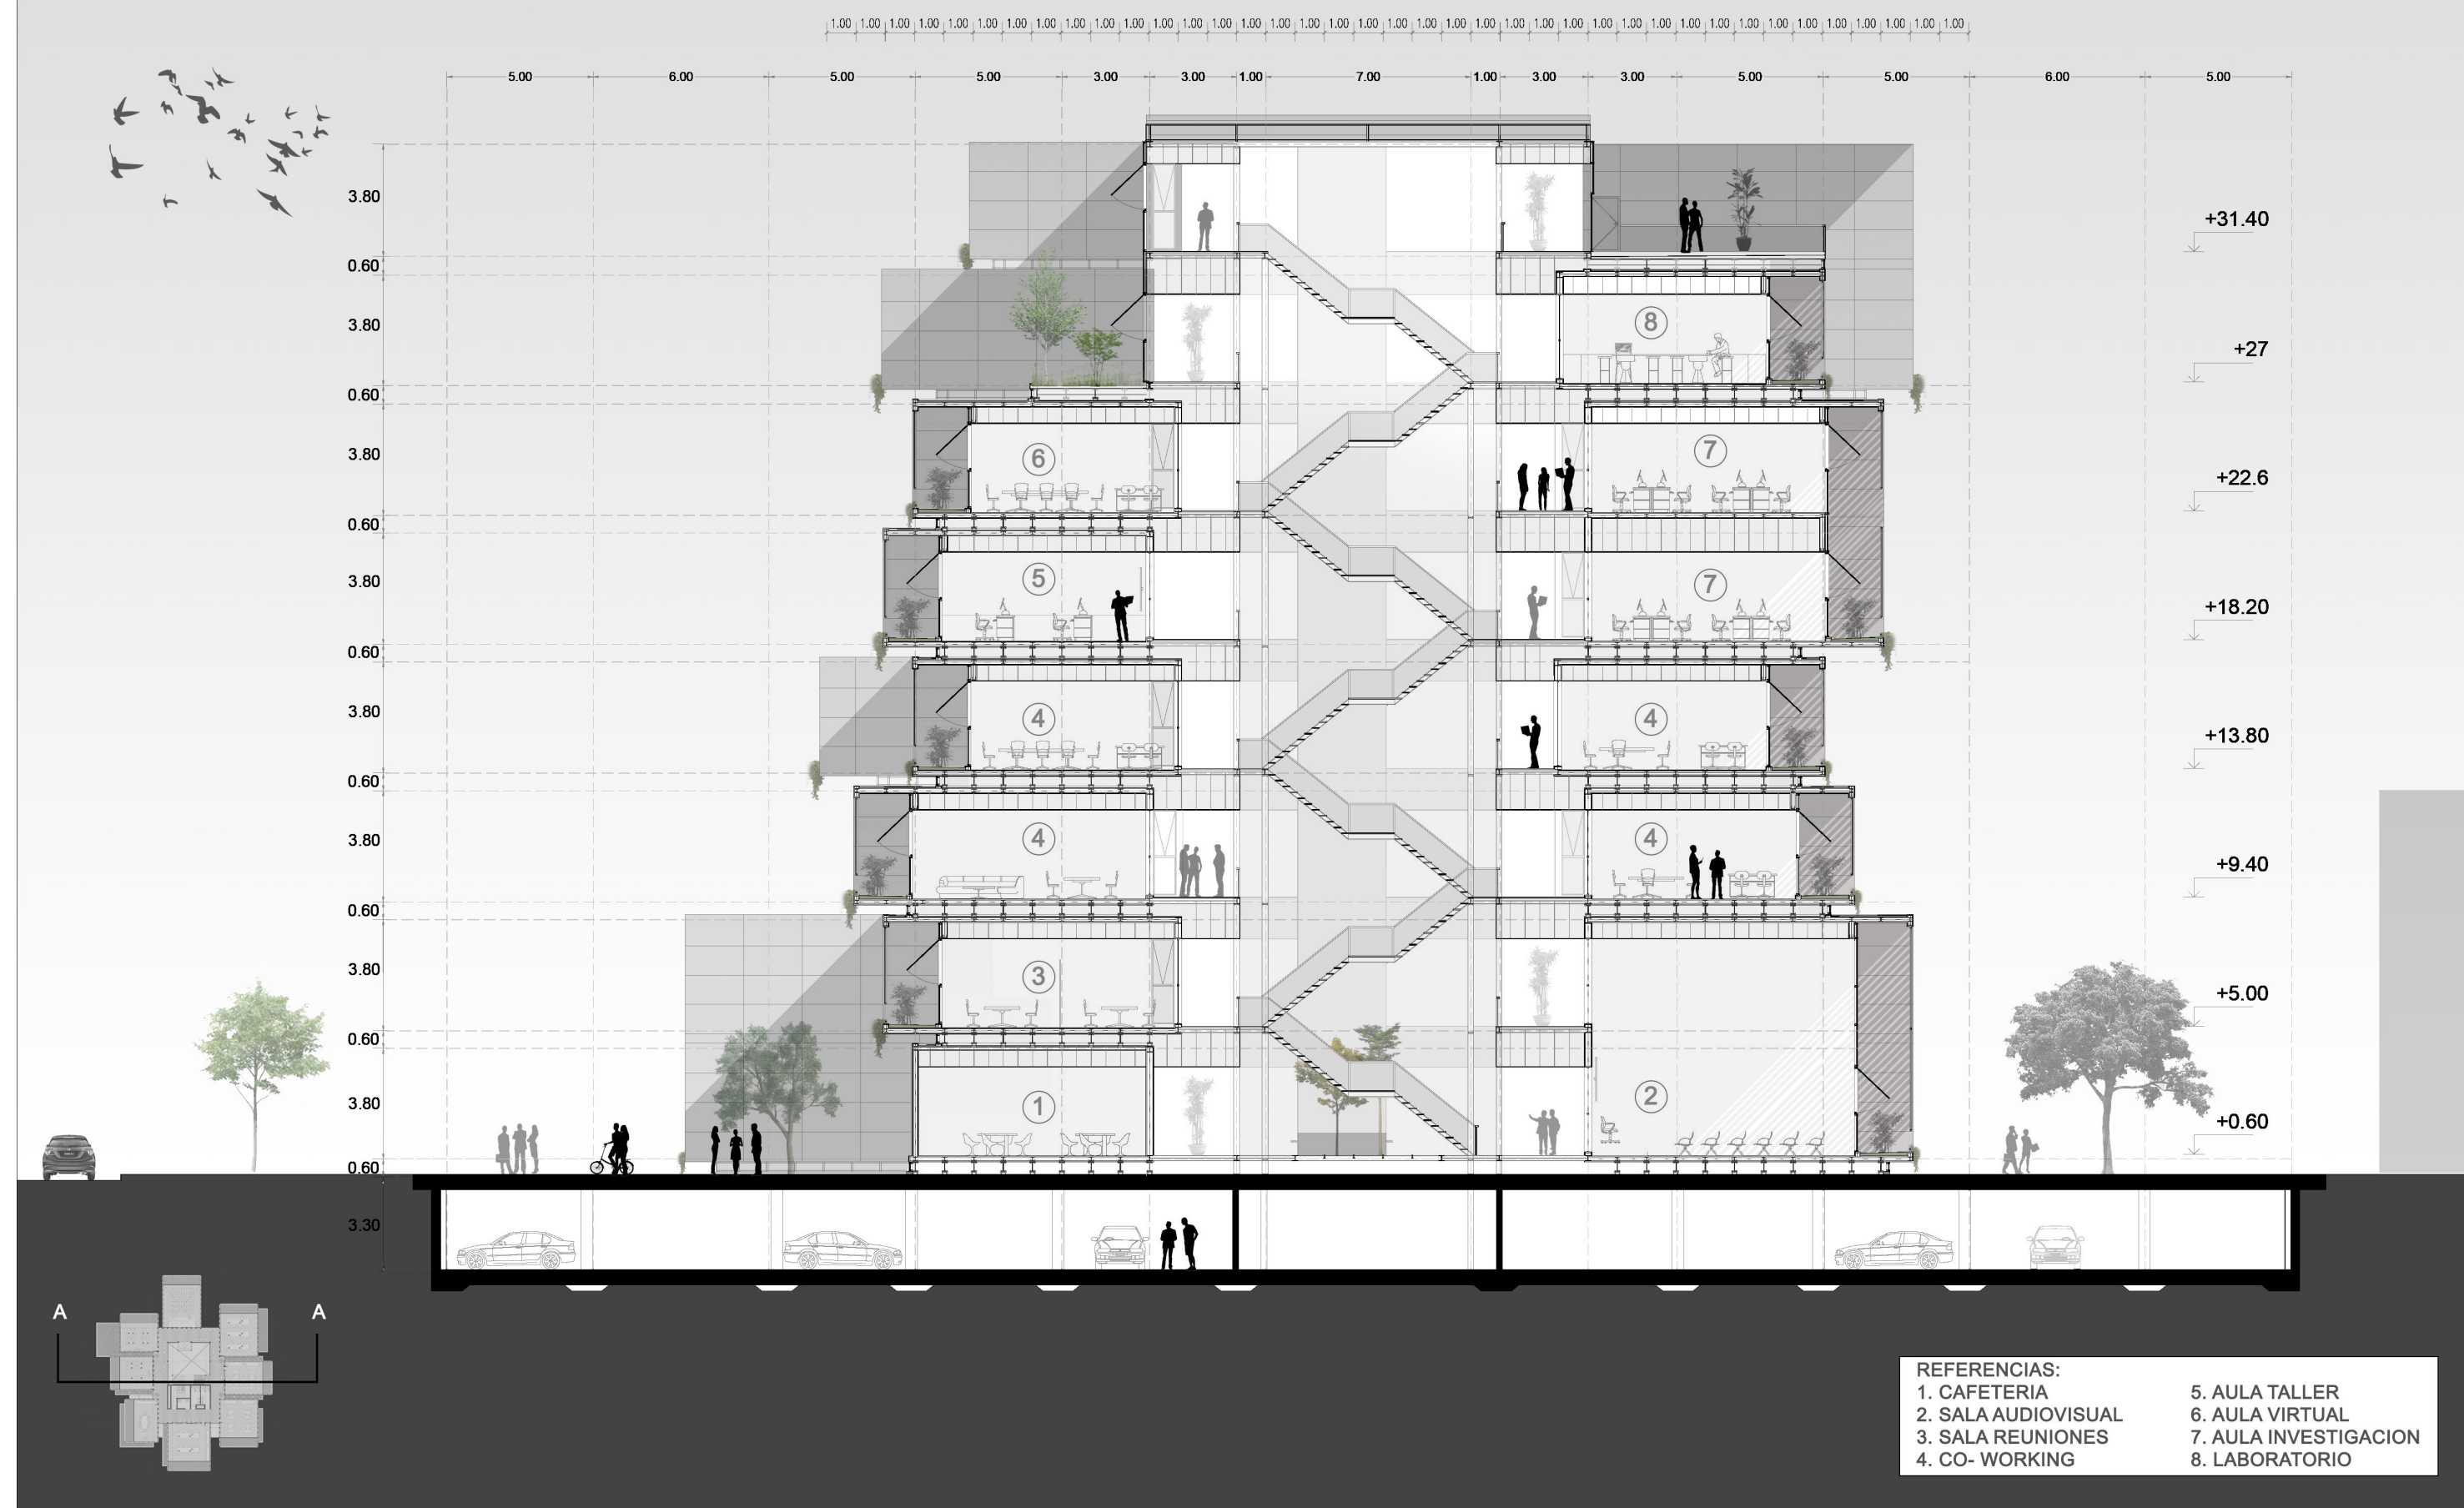 1.00 1.00 1.00 1.00 1.00 1.00 1.00 1.00 1.00 1.00 1.00 1.00 1.00 1.00 1.00 1.00 1.00 1.00 1.00 1.00 1.00 1.00 1.00 1.00 1.00 1.00 1.00 1.00 1.00 1.00 1.00 1.00 1.00 1.00 1.00 1.00 1.00 1.00 1.00
5.00 6.00 5.00 5.00 3.00 3.00 1.00 7.00 1.00 3.00 3.00 5.00 5.00 6.00 5.00
3.80
+31.40
0.60
3.80 8
+27
0.60
3.80 6 7
+22.6
0.60
3.80 5 7
+18.20
0.60
3.80 4 4
+13.80
0.60
3.80 4 4
+9.40
0.60
3.80 3
+5.00
0.60
3.80 1 2
+0.60
0.60
3.30
A A
REFERENCIAS:
1. CAFETERIA
2. SALA AUDIOVISUAL
3. SALA REUNIONES
4. CO- WORKING
5. AULA TALLER
6. AULA VIRTUAL
7. AULA INVESTIGACION
8. LABORATORIO